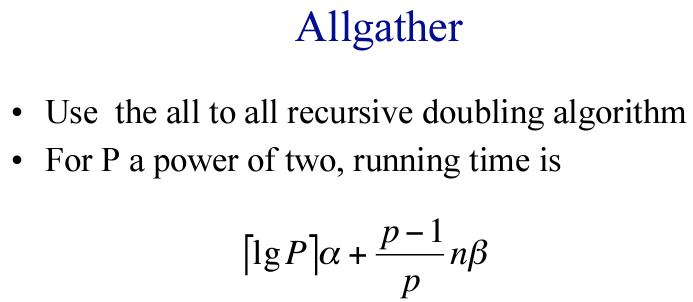 Allgather
• Use the all to all recursive doubling algorithm
• For P a power of two, running time is
⌈lg P⌉α + \frac{p−1}{p} nβ